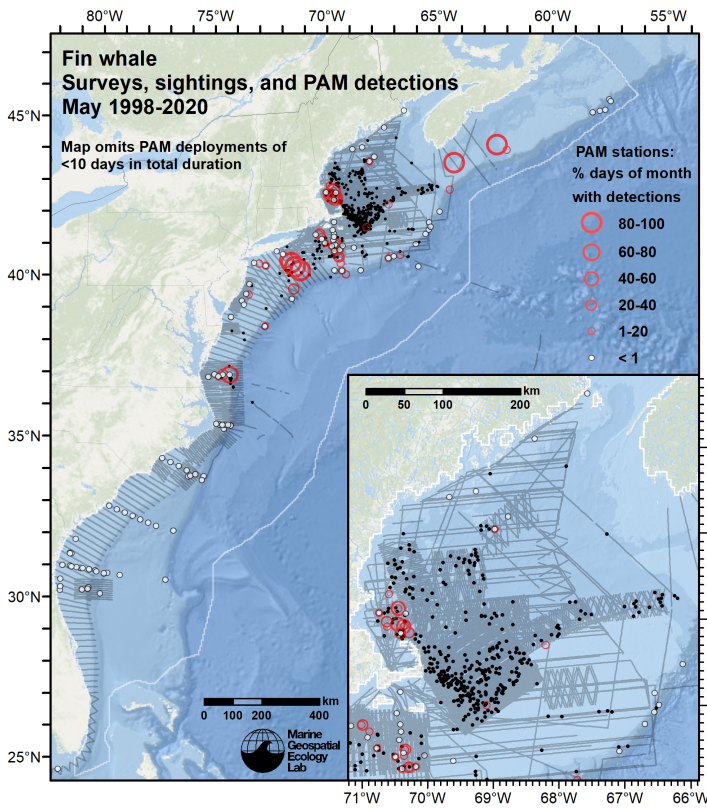 80°W 75°W 70°W 65°W 60°W 55°W
Fin whale
Surveys, sightings, and PAM detections
May 1998-2020
Map omits PAM deployments of
<10 days in total duration
45°N
40°N
35°N
30°N
25°N
PAM stations:
% days of month
with detections
80-100
60-80
40-60
20-40
1-20
< 1
km
0 50 100 200
km
0 100 200 400
Marine
Geospatial
Ecology
Lab
71°W 70°W 69°W 68°W 67°W 66°W